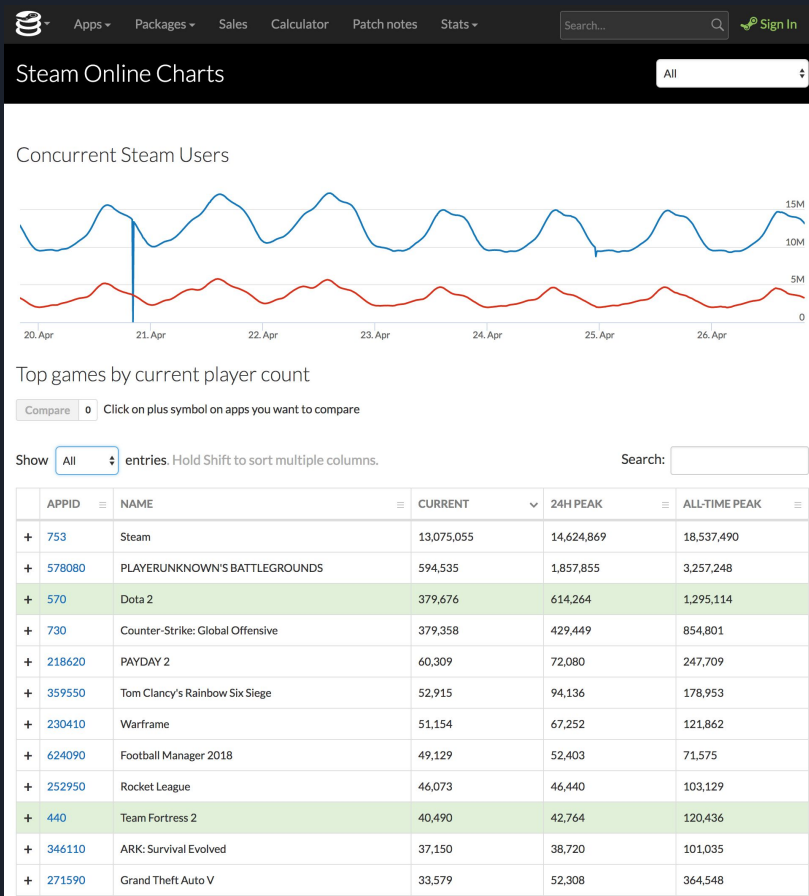 Apps Packages Sales Calculator Patch notes Stats Search... Sign In
Steam Online Charts All
Concurrent Steam Users
15M
10M
5M
0
20. Apr 21. Apr 22. Apr 23. Apr 24. Apr 25. Apr 26. Apr
Top games by current player count
Compare 0 Click on plus symbol on apps you want to compare
Show All entries. Hold Shift to sort multiple columns. Search:
APPID NAME CURRENT 24H PEAK ALL-TIME PEAK
+ 753 Steam 13,075,055 14,624,869 18,537,490
+ 578080 PLAYERUNKNOWN'S BATTLEGROUNDS 594,535 1,857,855 3,257,248
+ 570 Dota 2 379,676 614,264 1,295,114
+ 730 Counter-Strike: Global Offensive 379,358 429,449 854,801
+ 218620 PAYDAY 2 60,309 72,080 247,709
+ 359550 Tom Clancy's Rainbow Six Siege 52,915 94,136 178,953
+ 230410 Warframe 51,154 67,252 121,862
+ 624090 Football Manager 2018 49,129 52,403 71,575
+ 252950 Rocket League 46,073 46,440 103,129
+ 440 Team Fortress 2 40,490 42,764 120,436
+ 346110 ARK: Survival Evolved 37,150 38,720 101,035
+ 271590 Grand Theft Auto V 33,579 52,308 364,548